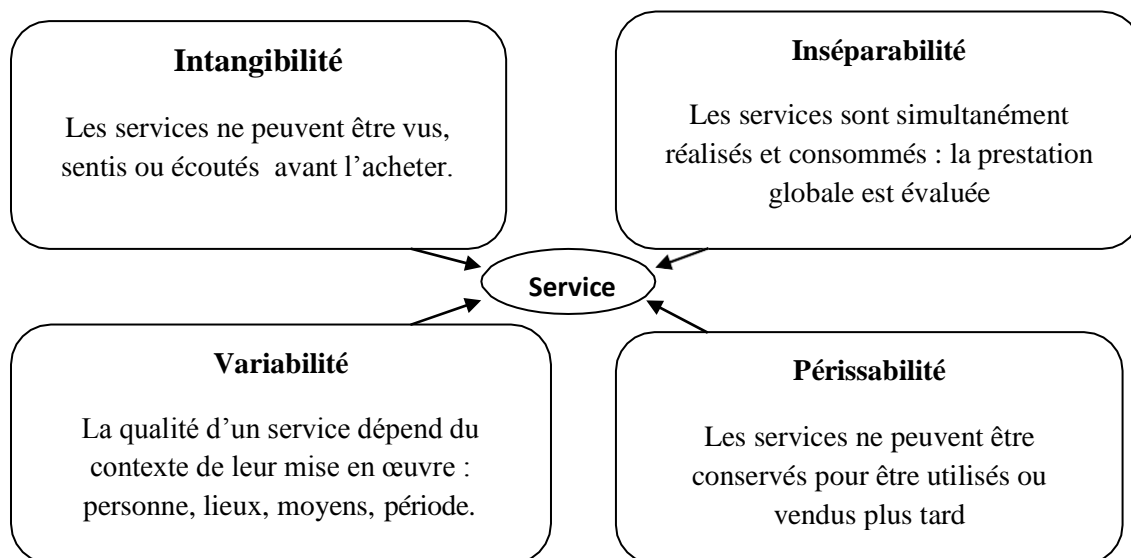 Intangibilité
Les services ne peuvent être vus,
sentis ou écoutés  avant l’acheter.
Inséparabilité
Les services sont simultanément
réalisés et consommés : la prestation
globale est évaluée
Service
Variabilité
La qualité d’un service dépend du
contexte de leur mise en œuvre :
personne, lieux, moyens, période.
Périssabilité
Les services ne peuvent être
conservés pour être utilisés ou
vendus plus tard